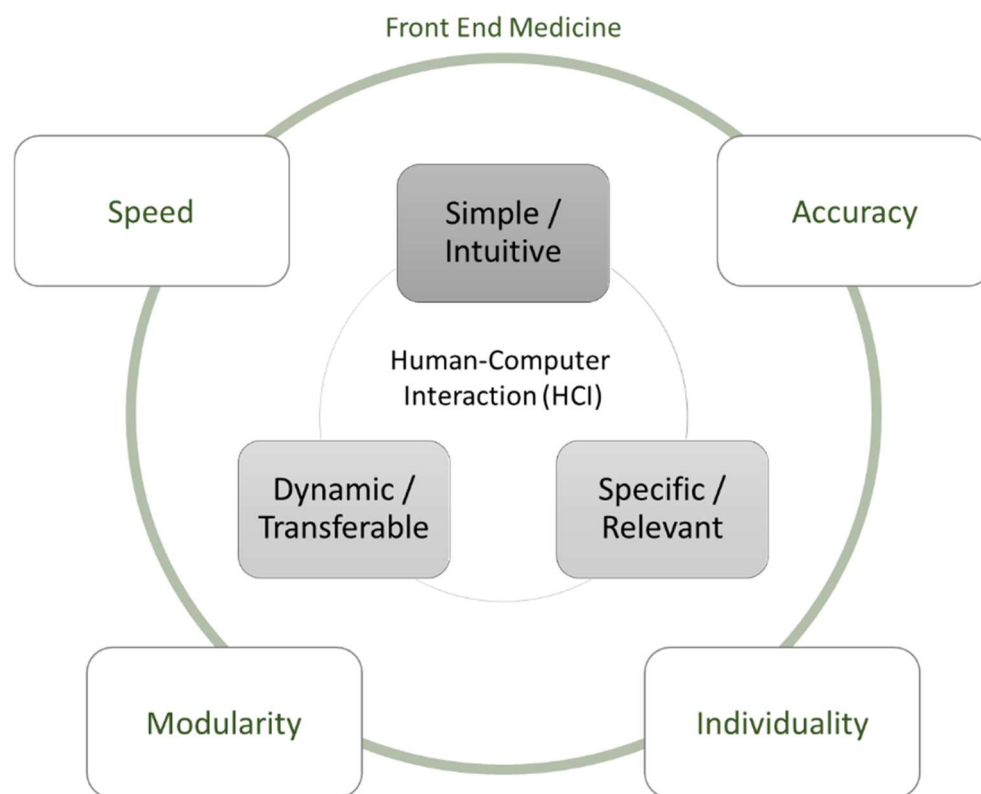 Front End Medicine
Speed
Accuracy
Simple /
Intuitive
Human-Computer
Interaction (HCI)
Dynamic /
Transferable
Specific /
Relevant
Modularity
Individuality